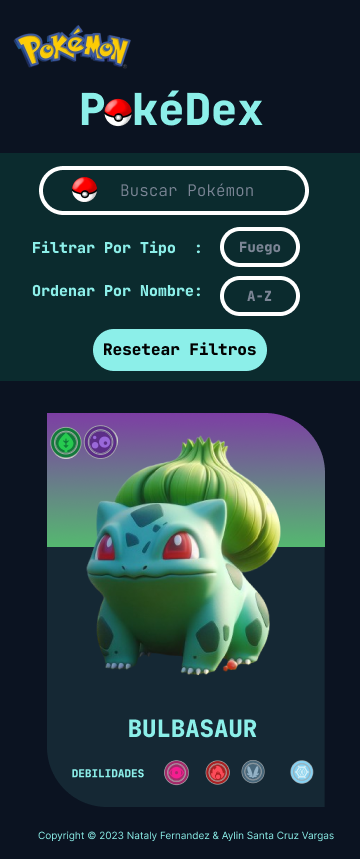 POKéMON
PokéDex
Buscar Pokémon
Filtrar Por Tipo :
Fuego
Ordenar Por Nombre:
A-Z
Resetear Filtros
BULBASAUR
DEBILIDADES
Copyright © 2023 Nataly Fernandez & Aylin Santa Cruz Vargas